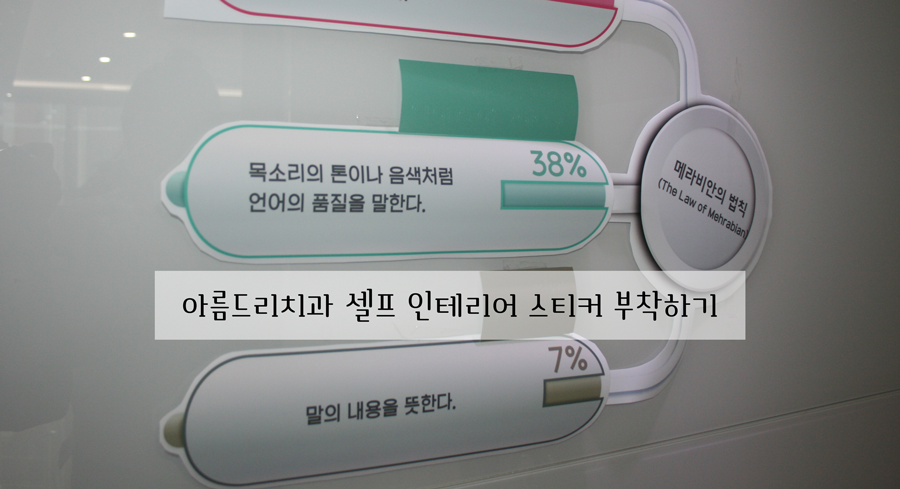 38%
목소리의 톤이나 음색처럼
언어의 품질을 말한다.
메라비안의 법칙
(The Law of Mehrabian)
아름드리치과 셀프 인테리어 스티커 부착하기
7%
말의 내용을 뜻한다.